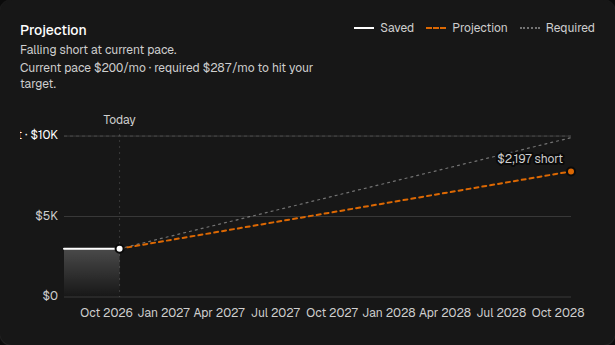 Projection
Saved Projection Required
Falling short at current pace.
Current pace $200/mo · required $287/mo to hit your
target.
Today
· $10K
$2,197 short
$5K
$0
Oct 2026 Jan 2027 Apr 2027 Jul 2027 Oct 2027 Jan 2028 Apr 2028 Jul 2028 Oct 2028